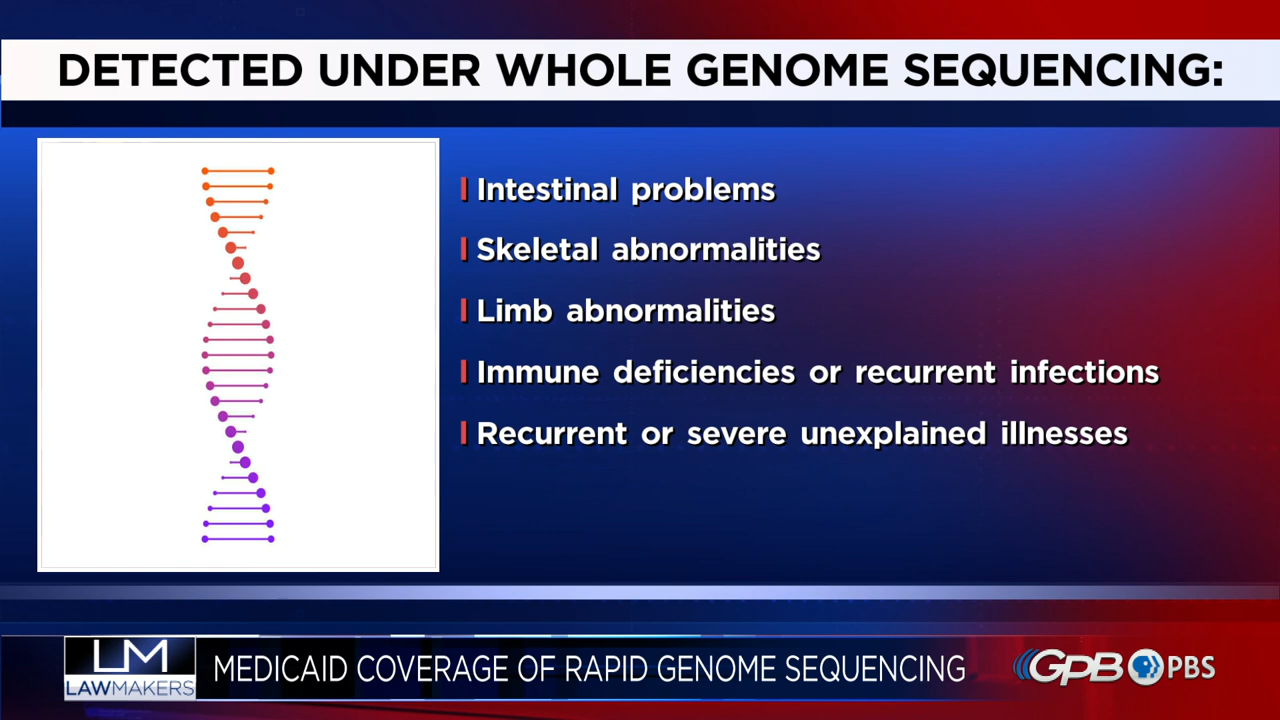 DETECTED UNDER WHOLE GENOME SEQUENCING:
Intestinal problems
Skeletal abnormalities
Limb abnormalities
Immune deficiencies or recurrent infections
Recurrent or severe unexplained illnesses
LM
LAWMAKERS
MEDICAID COVERAGE OF RAPID GENOME SEQUENCING
GPB PBS